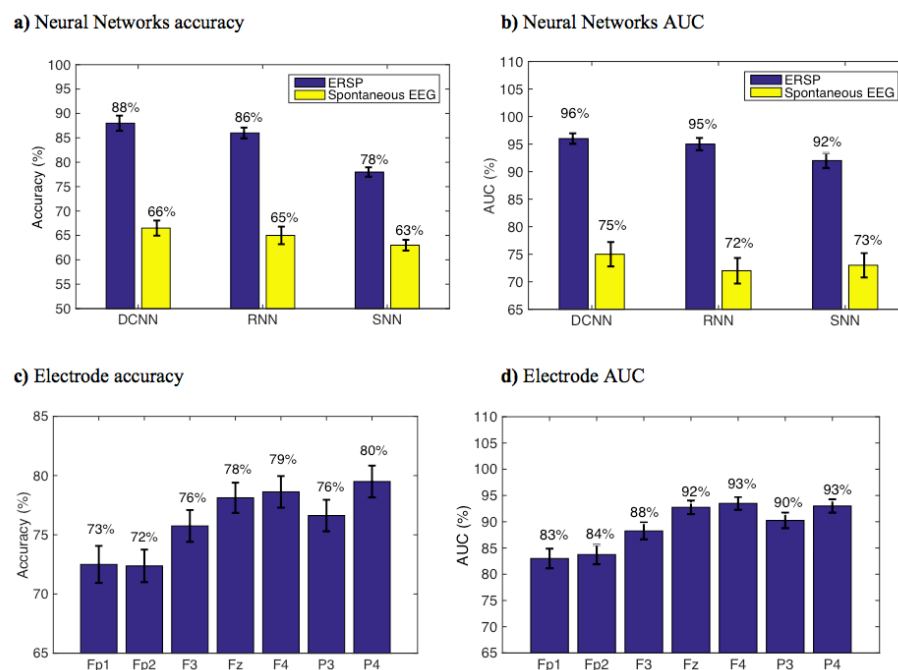 a) Neural Networks accuracy
100
95
90
85
80
75
70
65
60
55
50
Accuracy (%)
ERSP
Spontaneous EEG
88%
66%
86%
65%
78%
63%
DCNN
RNN
SNN
b) Neural Networks AUC
110
105
100
95
90
85
80
75
70
65
AUC (%)
ERSP
Spontaneous EEG
96%
75%
95%
72%
92%
73%
DCNN
RNN
SNN
c) Electrode accuracy
85
80
75
70
65
Accuracy (%)
73%
72%
76%
78%
79%
76%
80%
Fp1
Fp2
F3
Fz
F4
P3
P4
d) Electrode AUC
110
105
100
95
90
85
80
75
70
65
AUC (%)
83%
84%
88%
92%
93%
90%
93%
Fp1
Fp2
F3
Fz
F4
P3
P4